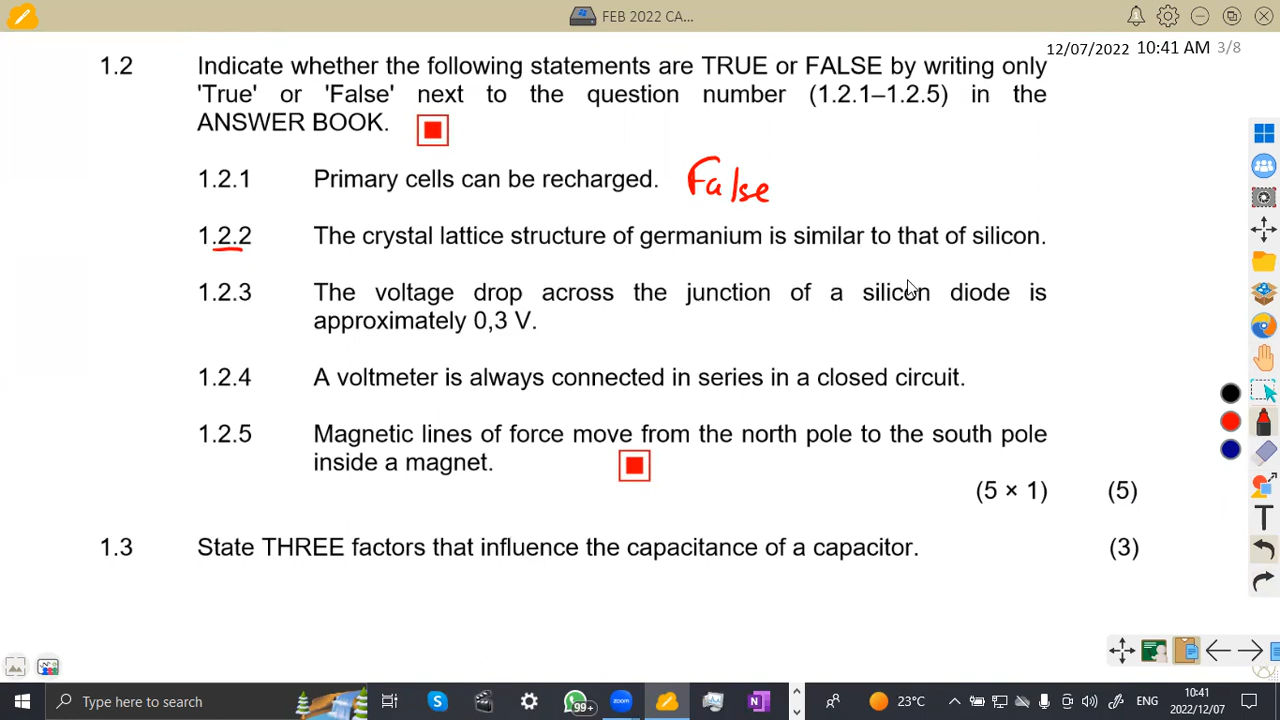 FEB 2022 CA...
12/07/2022 10:41 AM 3/8
1.2 Indicate whether the following statements are TRUE or FALSE by writing only
'True' or 'False' next to the question number (1.2.1–1.2.5) in the
ANSWER BOOK.
1.2.1 Primary cells can be recharged. False
1.2.2 The crystal lattice structure of germanium is similar to that of silicon.
1.2.3 The voltage drop across the junction of a silicon diode is
approximately 0,3 V.
1.2.4 A voltmeter is always connected in series in a closed circuit.
1.2.5 Magnetic lines of force move from the north pole to the south pole
inside a magnet.
(5 × 1) (5)
1.3 State THREE factors that influence the capacitance of a capacitor. (3)
Type here to search
99+
zoom
23°C
ENG
10:41
2022/12/07